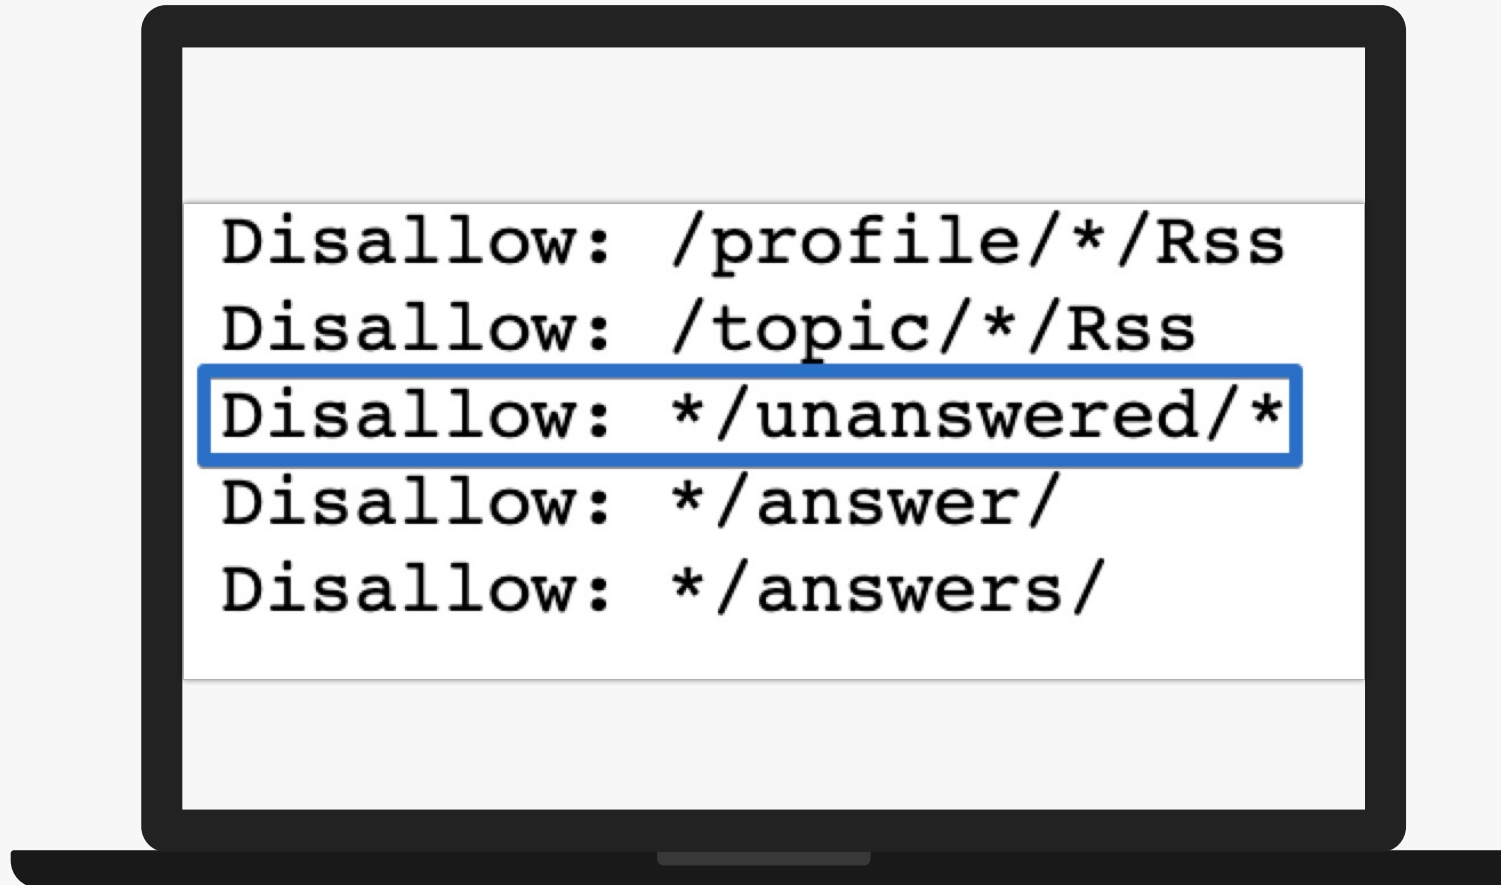 Disallow: /profile/*/Rss
Disallow: /topic/*/Rss
Disallow: */unanswered/*
Disallow: */answer/
Disallow: */answers/